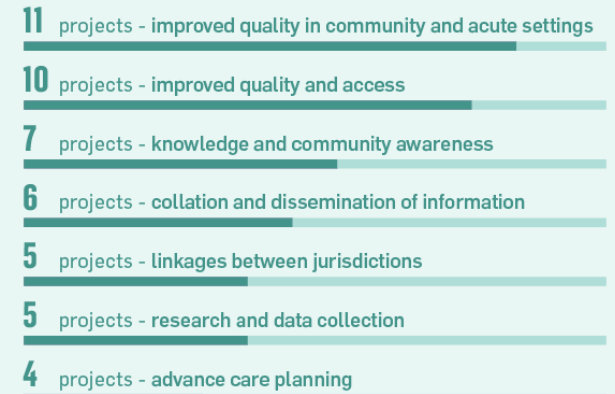 11 projects - improved quality in community and acute settings
10 projects - improved quality and access
7 projects - knowledge and community awareness
6 projects - collation and dissemination of information
5 projects - linkages between jurisdictions
5 projects - research and data collection
4 projects - advance care planning